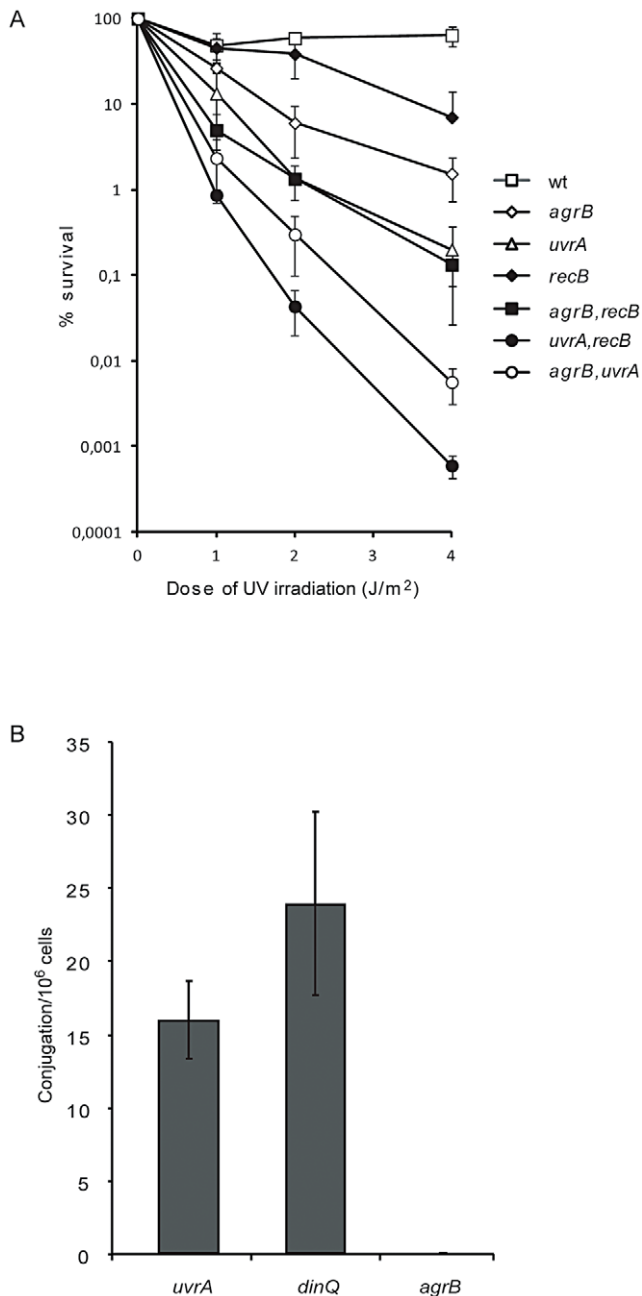 A
100
10
1
0,1
0,01
0,001
0,0001
% survival
0 1 2 3 4
Dose of UV irradiation (J/m²)
wt
agrB
uvrA
recB
agrB,recB
uvrA,recB
agrB,uvrA
B
35
30
25
20
15
10
5
0
Conjugation/10⁶ cells
uvrA dinQ agrB